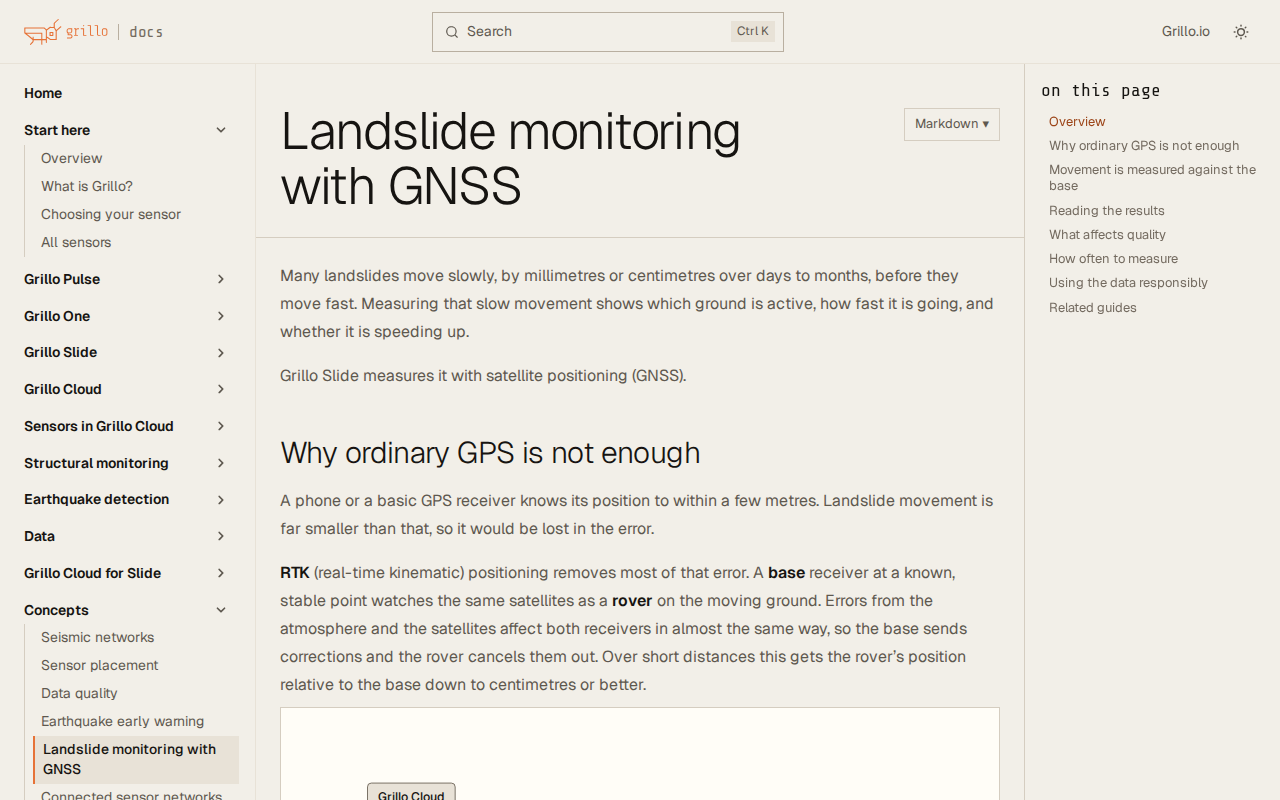 grillo | docs
Search
Ctrl K
Grillo.io
Home
Start here
Overview
What is Grillo?
Choosing your sensor
All sensors
Grillo Pulse
Grillo One
Grillo Slide
Grillo Cloud
Sensors in Grillo Cloud
Structural monitoring
Earthquake detection
Data
Grillo Cloud for Slide
Concepts
Seismic networks
Sensor placement
Data quality
Earthquake early warning
Landslide monitoring with
GNSS
Connected sensor networks
Landslide monitoring
with GNSS
Markdown ▾
Many landslides move slowly, by millimetres or centimetres over days to months, before they
move fast. Measuring that slow movement shows which ground is active, how fast it is going, and
whether it is speeding up.
Grillo Slide measures it with satellite positioning (GNSS).
Why ordinary GPS is not enough
A phone or a basic GPS receiver knows its position to within a few metres. Landslide movement is
far smaller than that, so it would be lost in the error.
RTK (real-time kinematic) positioning removes most of that error. A base receiver at a known,
stable point watches the same satellites as a rover on the moving ground. Errors from the
atmosphere and the satellites affect both receivers in almost the same way, so the base sends
corrections and the rover cancels them out. Over short distances this gets the rover’s position
relative to the base down to centimetres or better.
Grillo Cloud
on this page
Overview
Why ordinary GPS is not enough
Movement is measured against the
base
Reading the results
What affects quality
How often to measure
Using the data responsibly
Related guides